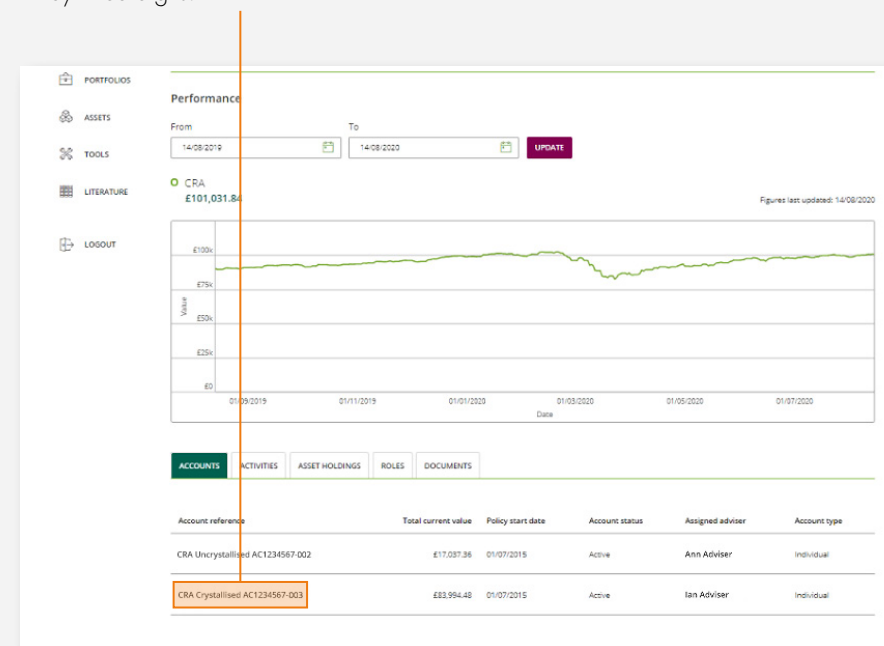 PORTFOLIOS
ASSETS
TOOLS
LITERATURE
LOGOUT
Performance
From To
14/08/2019 14/08/2020 UPDATE
CRA
£101,031.84
Figures last updated: 14/08/2020
£100k
£75k
£50k
£25k
£0
Value
01/09/2019 01/11/2019 01/01/2020 01/03/2020 01/05/2020 01/07/2020
Date
ACCOUNTS ACTIVITIES ASSET HOLDINGS ROLES DOCUMENTS
Account reference Total current value Policy start date Account status Assigned adviser Account type
CRA Uncrystallised AC1234567-002 £17,037.36 01/07/2015 Active Ann Adviser Individual
CRA Crystallised AC1234567-003 £83,994.48 01/07/2015 Active Ian Adviser Individual